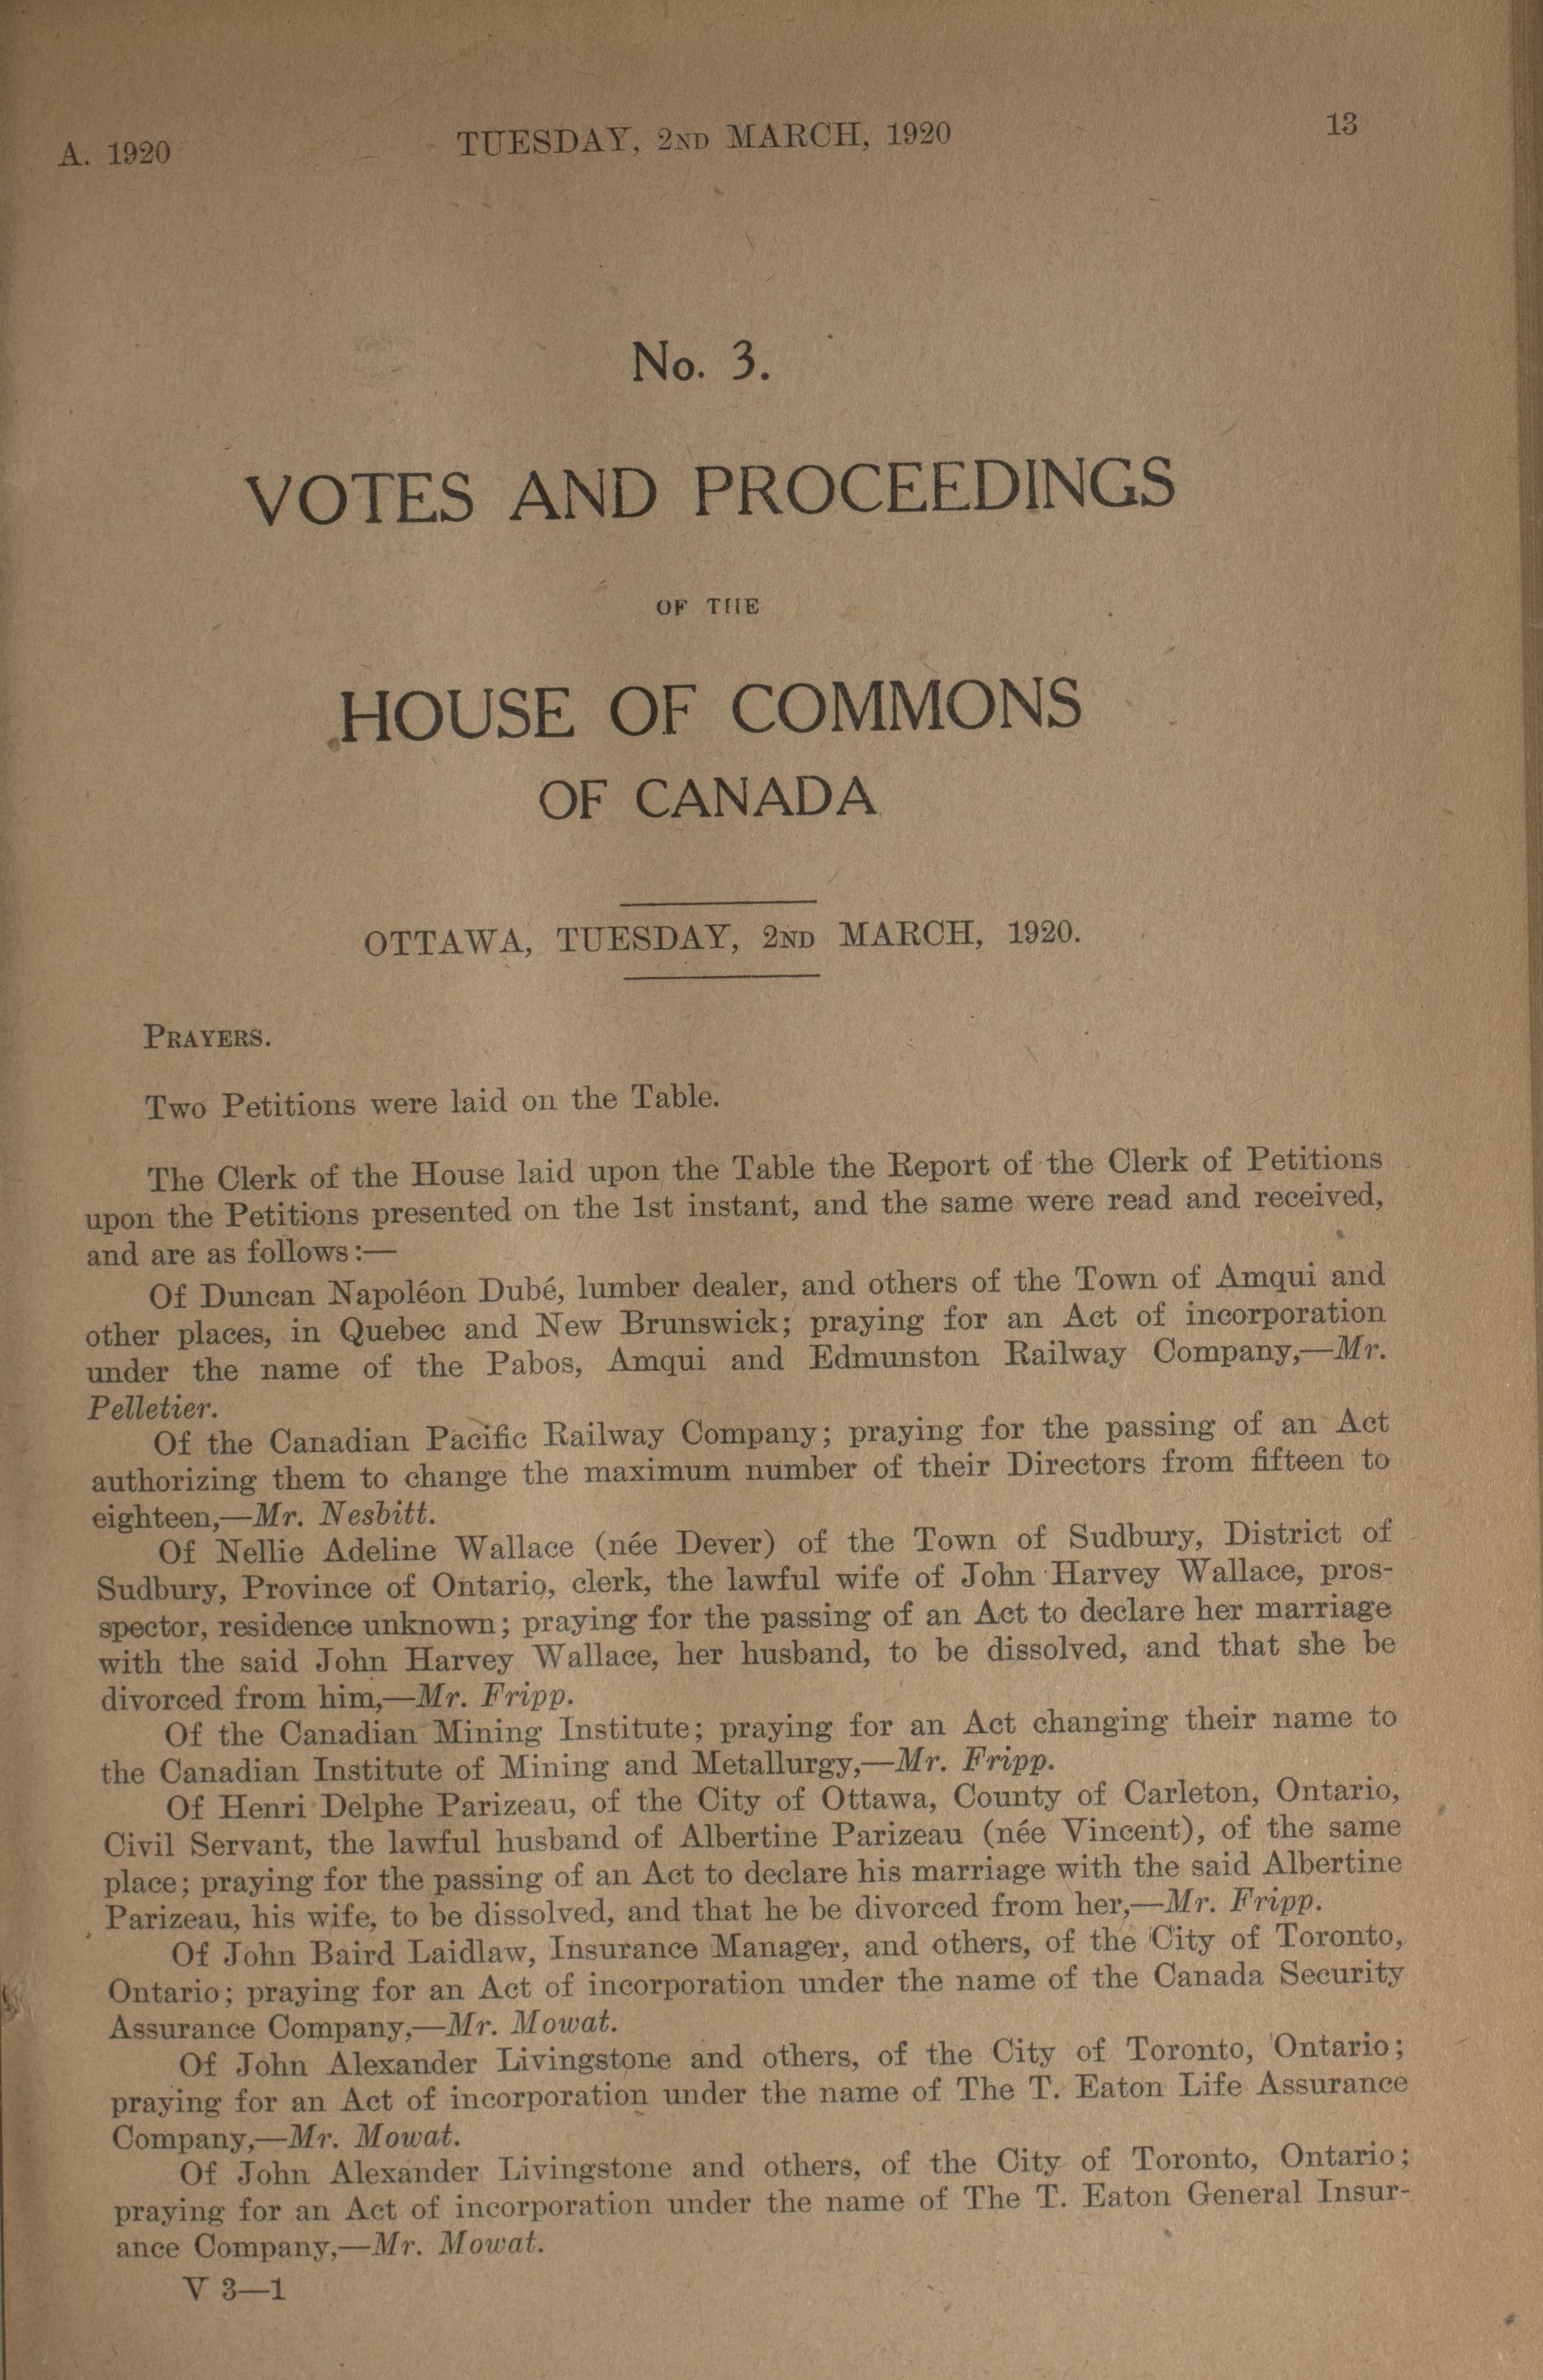 A. 1920
TUESDAY, 2ND MARCH, 1920
13
No. 3.
VOTES AND PROCEEDINGS
OF THE
HOUSE OF COMMONS
OF CANADA
OTTAWA, TUESDAY, 2ND MARCH, 1920.
PRAYERS.
Two Petitions were laid on the Table.
The Clerk of the House laid upon the Table the Report of the Clerk of Petitions
upon the Petitions presented on the 1st instant, and the same were read and received,
and are as follows:—
Of Duncan Napoléon Dubé, lumber dealer, and others of the Town of Amqui and
other places, in Quebec and New Brunswick; praying for an Act of incorporation
under the name of the Pabos, Amqui and Edmunston Railway Company,—Mr.
Pelletier.
Of the Canadian Pacific Railway Company; praying for the passing of an Act
authorizing them to change the maximum number of their Directors from fifteen to
eighteen,—Mr. Nesbitt.
Of Nellie Adeline Wallace (née Dever) of the Town of Sudbury, District of
Sudbury, Province of Ontario, clerk, the lawful wife of John Harvey Wallace, pros-
spector, residence unknown; praying for the passing of an Act to declare her marriage
with the said John Harvey Wallace, her husband, to be dissolved, and that she be
divorced from him,—Mr. Fripp.
Of the Canadian Mining Institute; praying for an Act changing their name to
the Canadian Institute of Mining and Metallurgy,—Mr. Fripp.
Of Henri Delphe Parizeau, of the City of Ottawa, County of Carleton, Ontario,
Civil Servant, the lawful husband of Albertine Parizeau (née Vincent), of the same
place; praying for the passing of an Act to declare his marriage with the said Albertine
Parizeau, his wife, to be dissolved, and that he be divorced from her,—Mr. Fripp.
Of John Baird Laidlaw, Insurance Manager, and others, of the City of Toronto,
Ontario; praying for an Act of incorporation under the name of the Canada Security
Assurance Company,—Mr. Mowat.
Of John Alexander Livingstone and others, of the City of Toronto, Ontario;
praying for an Act of incorporation under the name of The T. Eaton Life Assurance
Company,—Mr. Mowat.
Of John Alexander Livingstone and others, of the City of Toronto, Ontario;
praying for an Act of incorporation under the name of The T. Eaton General Insur-
ance Company,—Mr. Mowat.
V 3—1